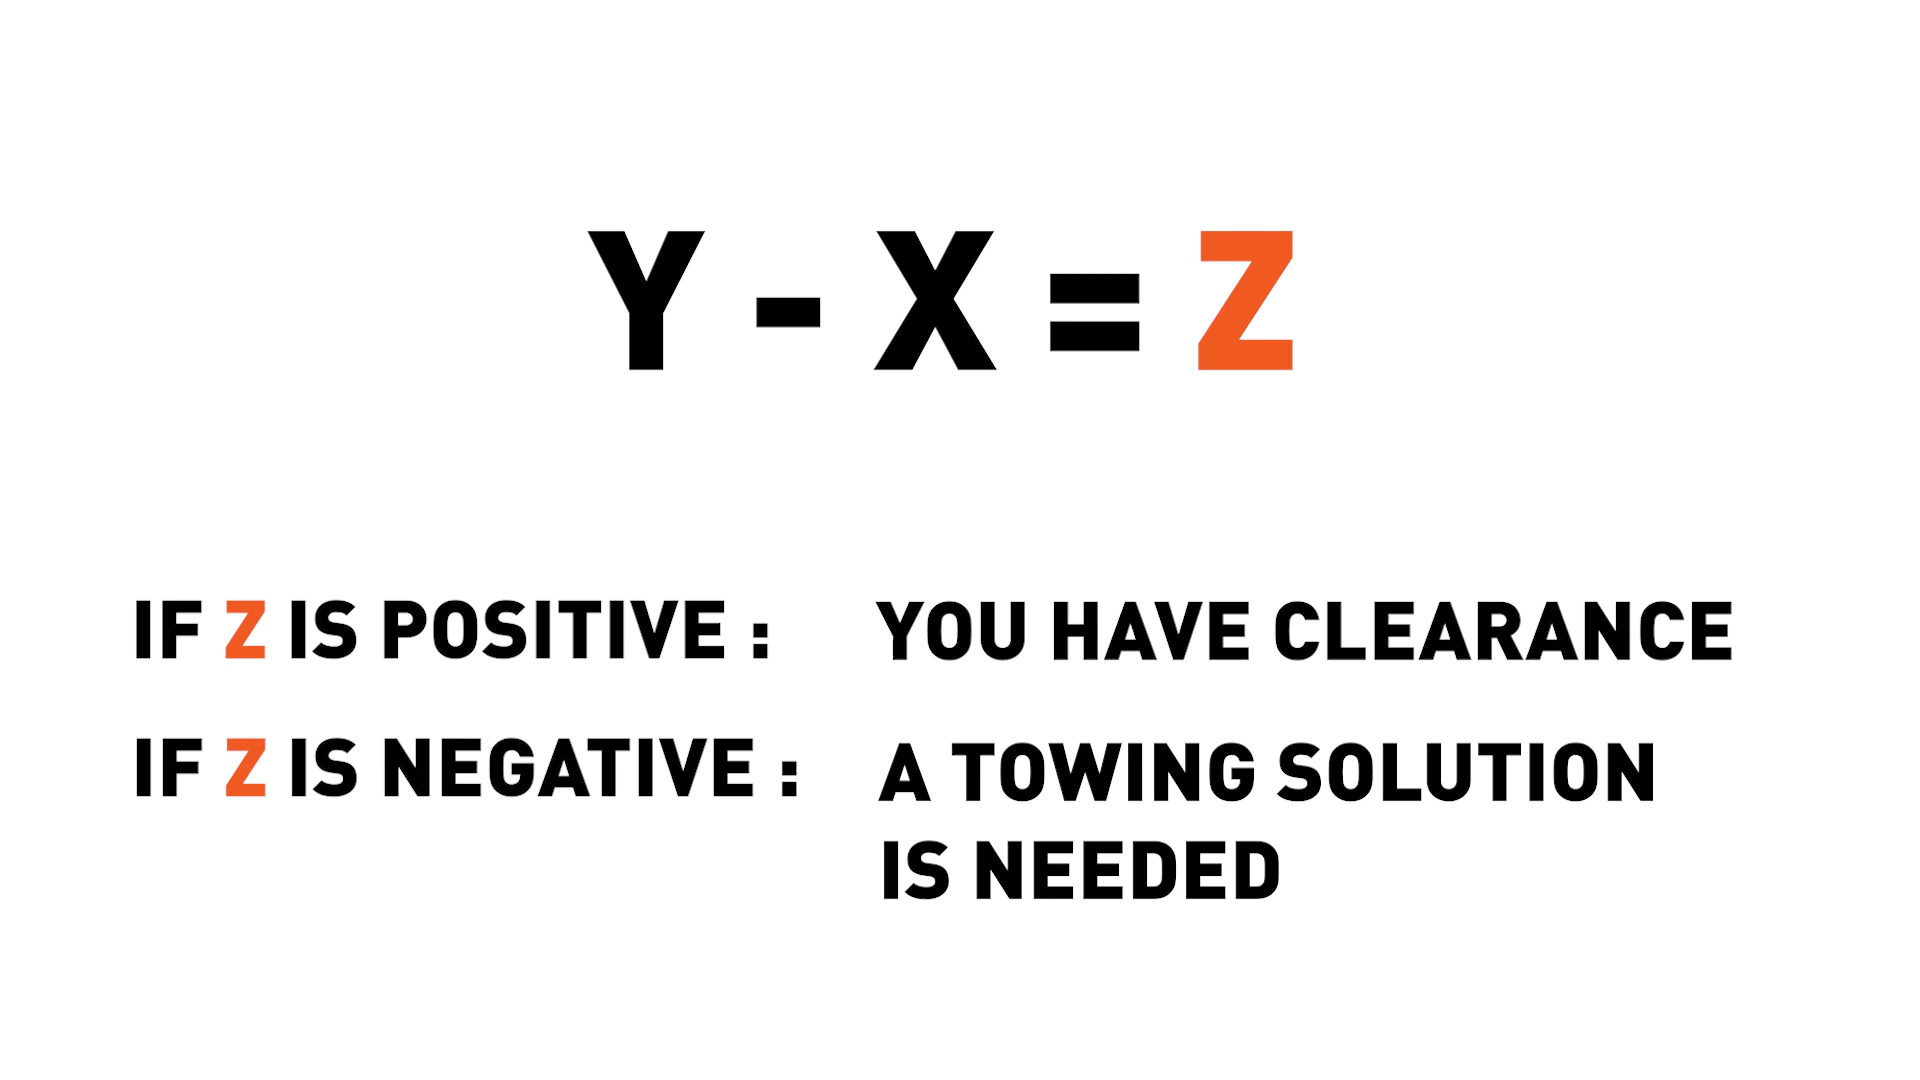 Y - X = Z
IF Z IS POSITIVE : YOU HAVE CLEARANCE
IF Z IS NEGATIVE : A TOWING SOLUTION
IS NEEDED